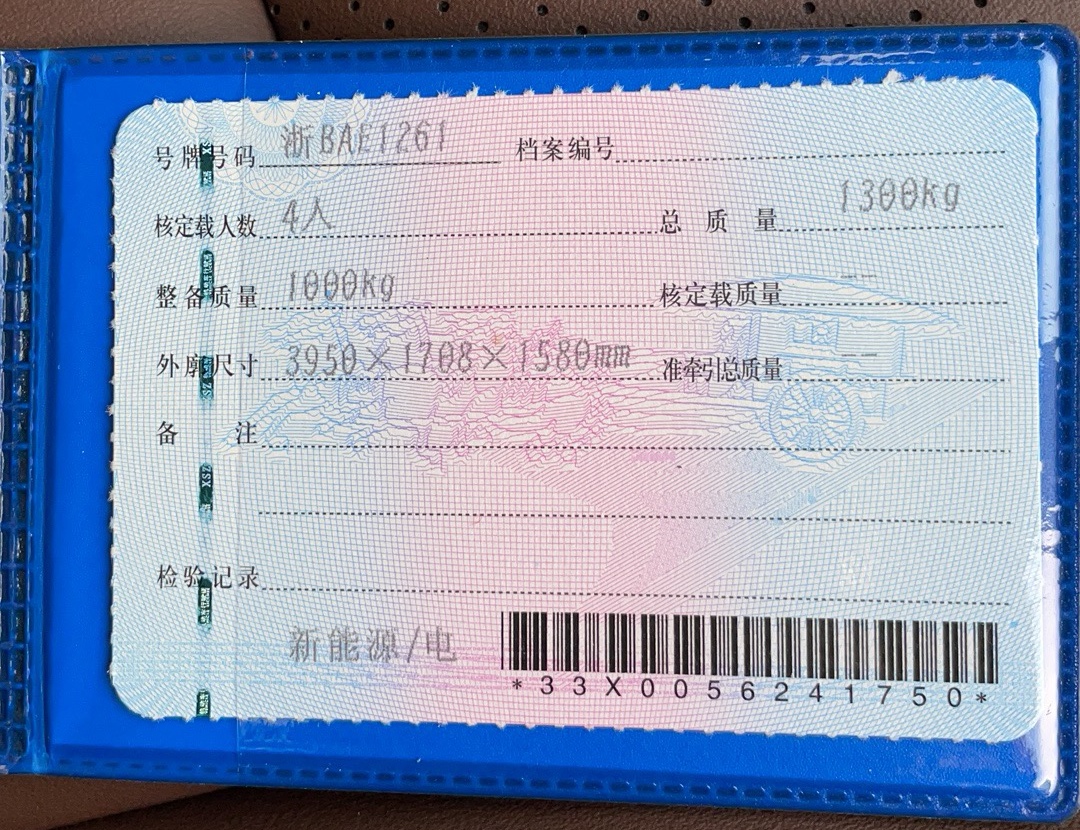 号牌号码 浙BAE1261 档案编号
核定载人数 4人 总质量 1300kg
整备质量 1000kg 核定载质量 --
外廓尺寸 3950×1708×1580mm 准牵引总质量 --
备注
检验记录
新能源/电
*33X0056241750*